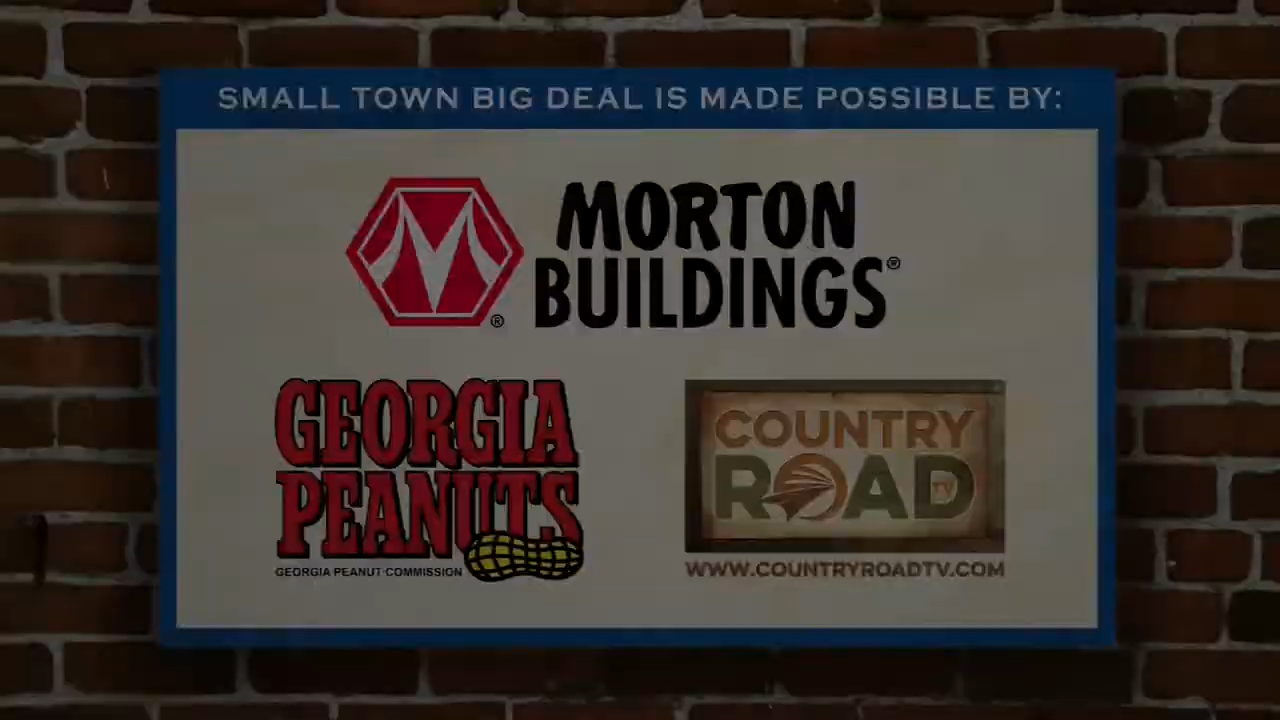 SMALL TOWN BIG DEAL IS MADE POSSIBLE BY:
MORTON
BUILDINGS®
®
GEORGIA
PEANUTS
GEORGIA PEANUT COMMISSION
COUNTRY
ROAD
TV
WWW.COUNTRYROADTV.COM